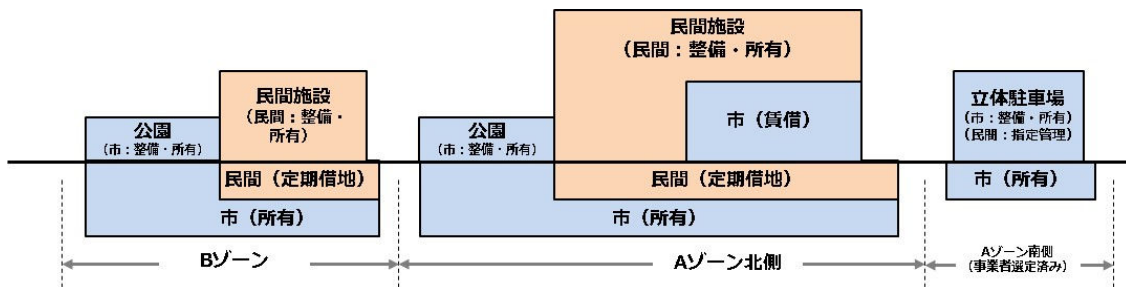 公園
(市:整備・所有)
民間施設
(民間:整備・
所有)
民間(定期借地)
市(所有)
Bゾーン
公園
(市:整備・所有)
民間施設
(民間:整備・所有)
市(賃借)
民間(定期借地)
市(所有)
Aゾーン北側
立体駐車場
(市:整備・所有)
(民間:指定管理)
市(所有)
Aゾーン南側
(事業者選定済み)